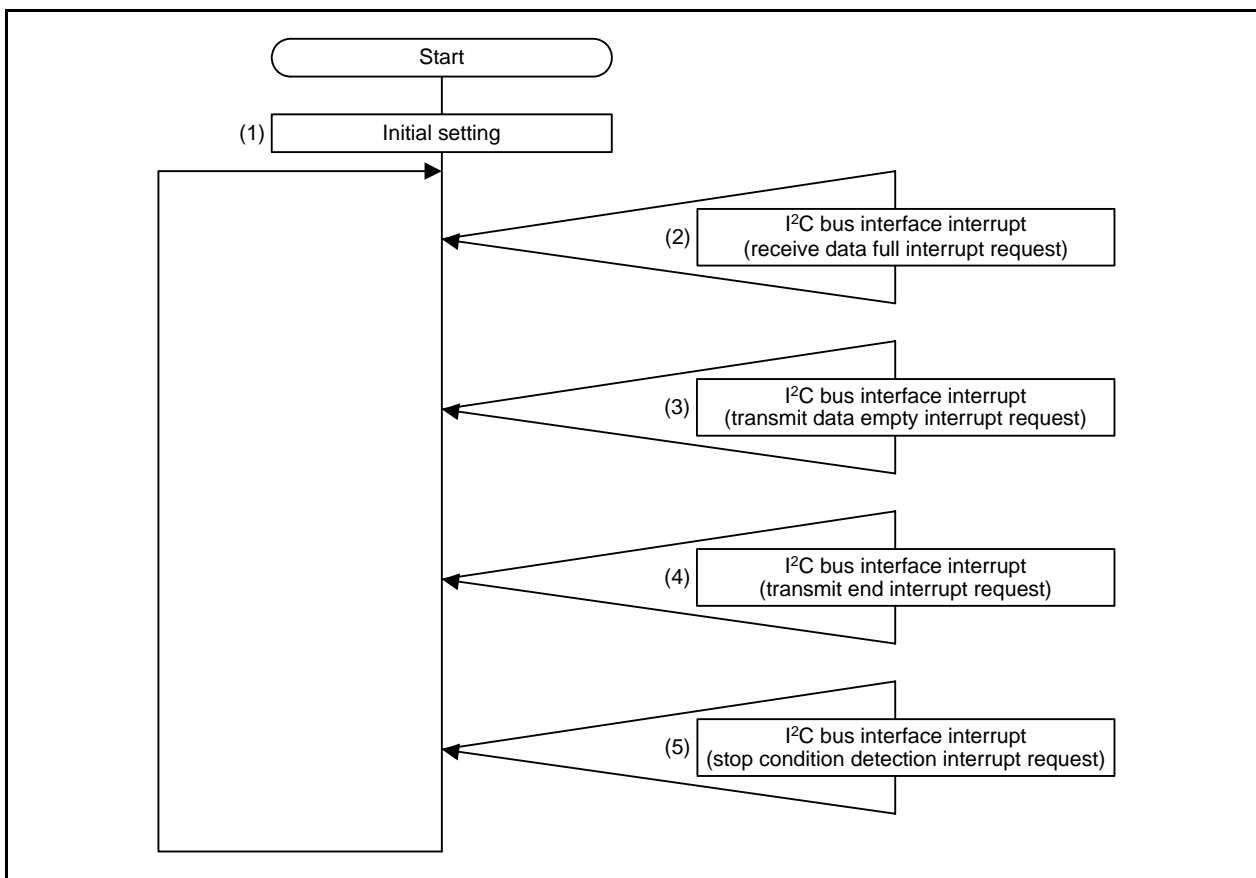 Start
(1)
Initial setting
(2)
I²C bus interface interrupt
(receive data full interrupt request)
(3)
I²C bus interface interrupt
(transmit data empty interrupt request)
(4)
I²C bus interface interrupt
(transmit end interrupt request)
(5)
I²C bus interface interrupt
(stop condition detection interrupt request)